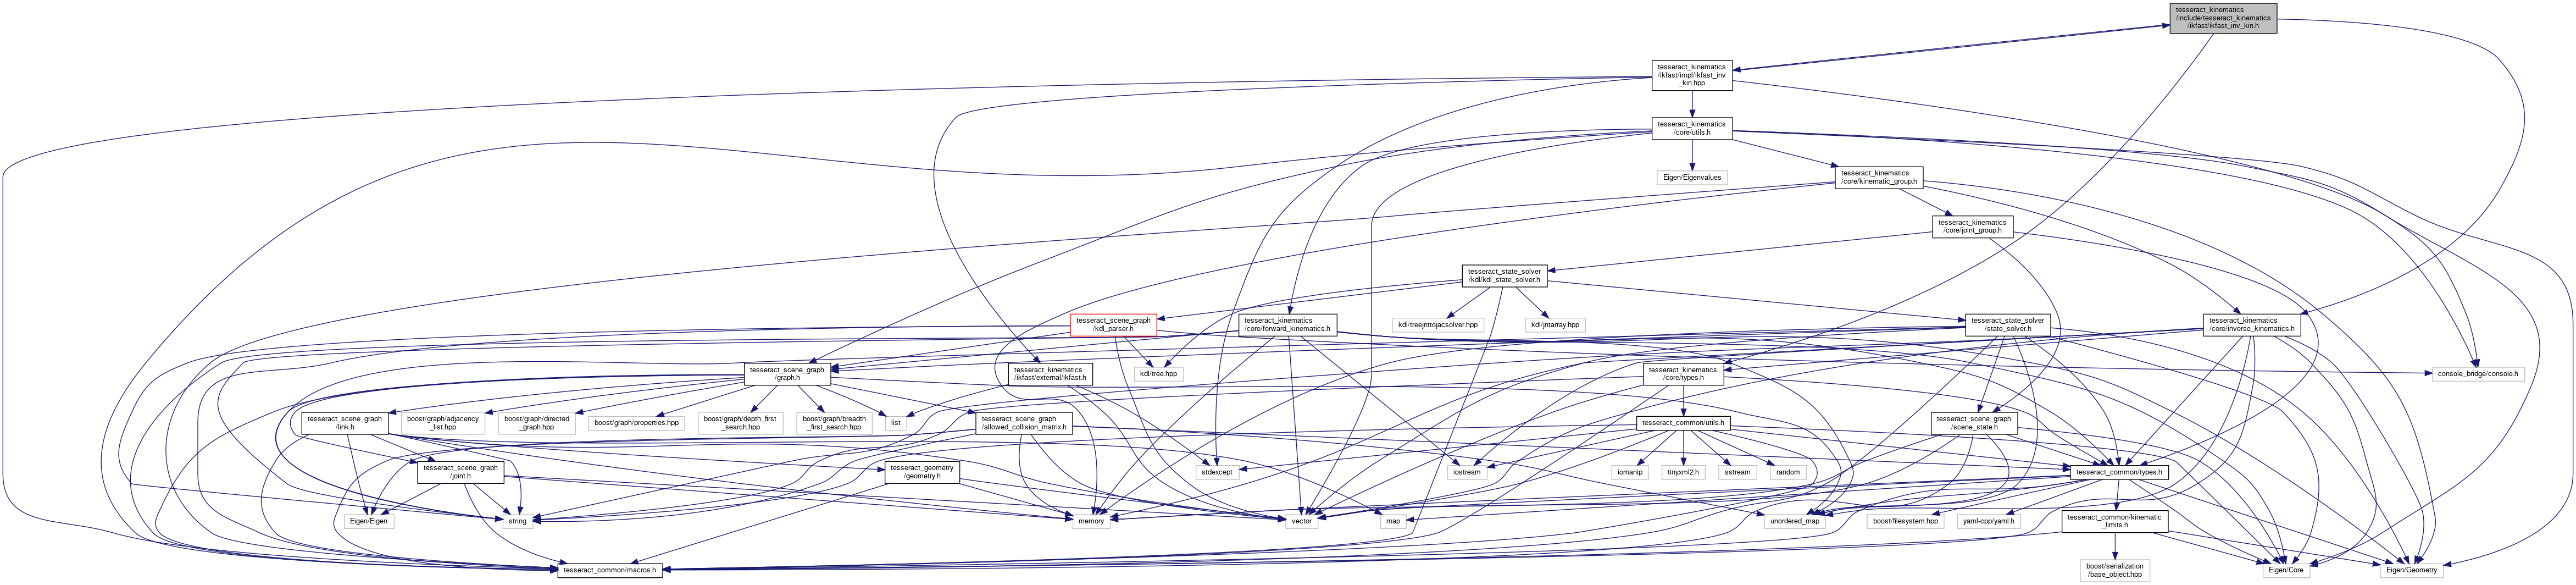 tesseract_kinematics
/include/tesseract_kinematics
/ikfast/ikfast_inv_kin.h
tesseract_kinematics
/ikfast/impl/ikfast_inv
_kin.hpp
tesseract_kinematics
/core/utils.h
Eigen/Eigenvalues
tesseract_kinematics
/core/kinematic_group.h
tesseract_kinematics
/core/joint_group.h
tesseract_state_solver
/kdl/kdl_state_solver.h
tesseract_scene_graph
/kdl_parser.h
tesseract_kinematics
/core/forward_kinematics.h
kdl/treejnttojacsolver.hpp
kdl/jntarray.hpp
tesseract_state_solver
/state_solver.h
tesseract_kinematics
/core/inverse_kinematics.h
tesseract_scene_graph
/graph.h
tesseract_kinematics
/ikfast/external/ikfast.h
kdl/tree.hpp
tesseract_kinematics
/core/types.h
console_bridge/console.h
tesseract_scene_graph
/link.h
boost/graph/adjacency
_list.hpp
boost/graph/directed
_graph.hpp
boost/graph/properties.hpp
boost/graph/depth_first
_search.hpp
boost/graph/breadth
_first_search.hpp
list
tesseract_scene_graph
/allowed_collision_matrix.h
tesseract_common/utils.h
tesseract_scene_graph
/scene_state.h
tesseract_scene_graph
/joint.h
tesseract_geometry
/geometry.h
stdexcept
iostream
iomanip
tinyxml2.h
sstream
random
tesseract_common/types.h
Eigen/Eigen
string
memory
vector
map
unordered_map
boost/filesystem.hpp
yaml-cpp/yaml.h
tesseract_common/kinematic
_limits.h
tesseract_common/macros.h
boost/serialization
/base_object.hpp
Eigen/Core
Eigen/Geometry